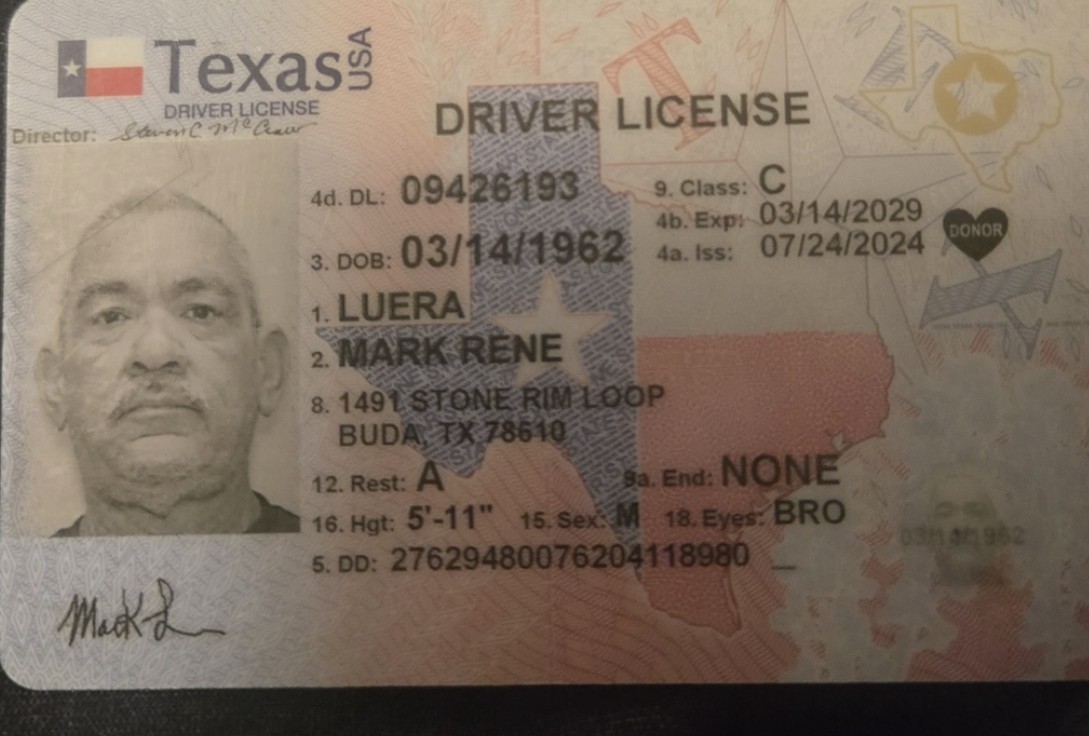 Texas USA
DRIVER LICENSE
Director: Steven C McCraw
DRIVER LICENSE
4d. DL: 09426193
9. Class: C
4b. Exp: 03/14/2029
3. DOB: 03/14/1962
4a. Iss: 07/24/2024
DONOR
1. LUERA
2. MARK RENE
8. 1491 STONE RIM LOOP
BUDA, TX 78610
12. Rest: A
9a. End: NONE
16. Hgt: 5'-11" 15. Sex: M 18. Eyes: BRO
03/14/1962
5. DD: 27629480076204118980